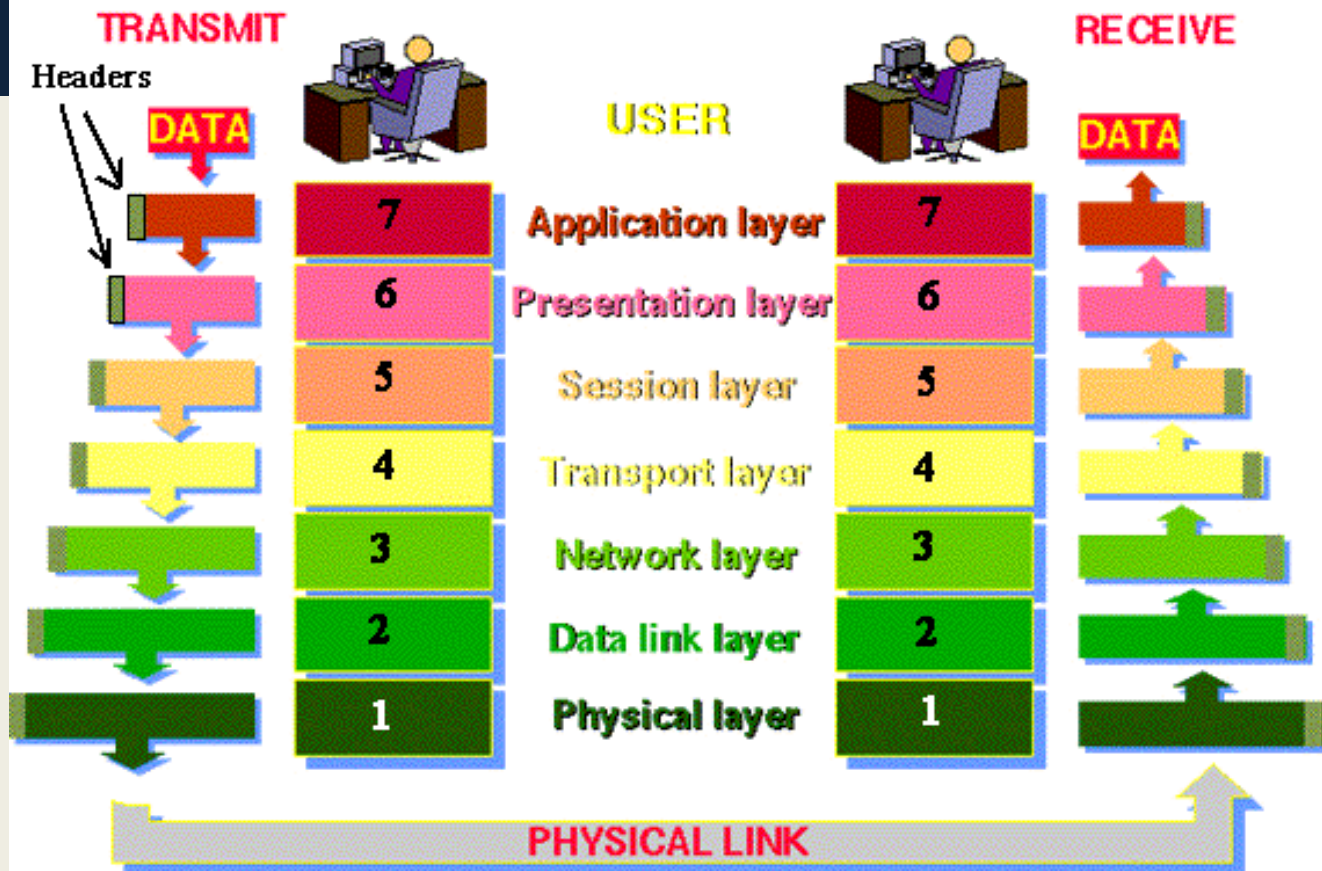 TRANSMIT
RECEIVE
Headers
DATA
USER
DATA
7
Application layer
7
6
Presentation layer
6
5
Session layer
5
4
Transport layer
4
3
Network layer
3
2
Data link layer
2
1
Physical layer
1
PHYSICAL LINK